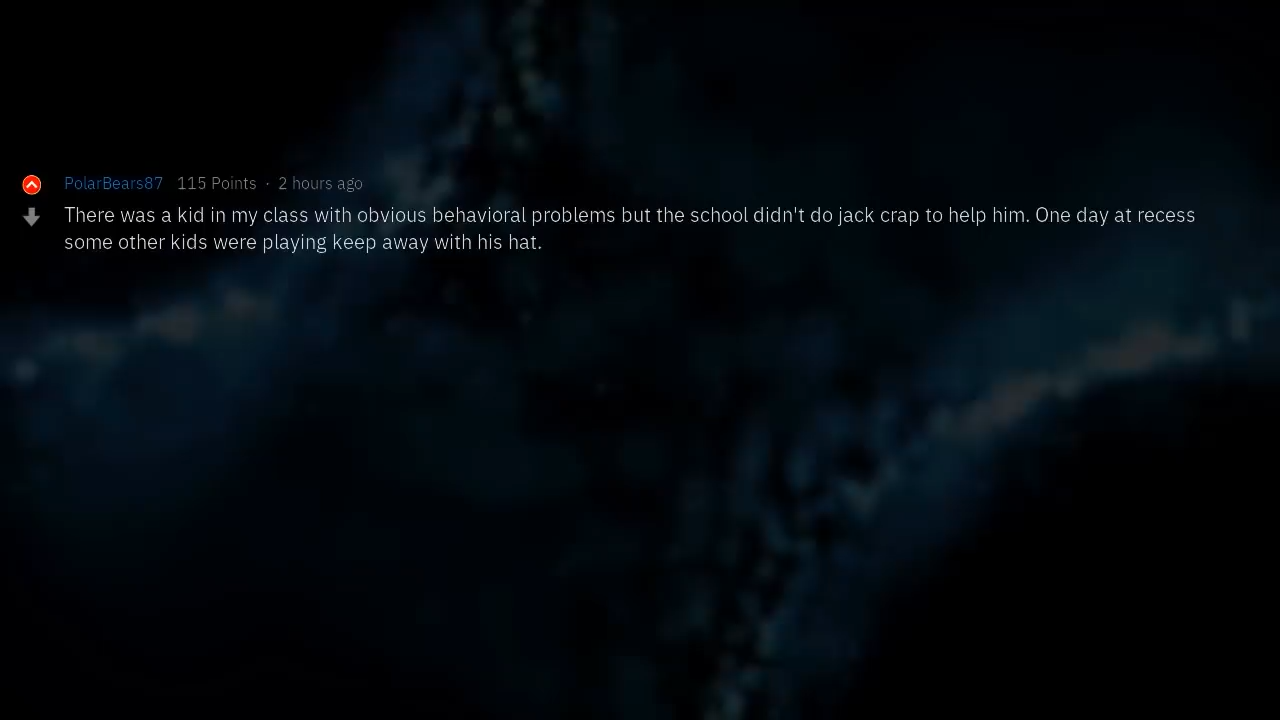 PolarBears87 115 Points · 2 hours ago
There was a kid in my class with obvious behavioral problems but the school didn't do jack crap to help him. One day at recess
some other kids were playing keep away with his hat.